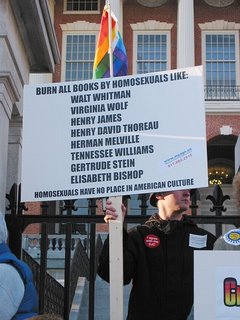 BURN ALL BOOKS BY HOMOSEXUALS LIKE:
WALT WHITMAN
VIRGINIA WOLF
HENRY JAMES
HENRY DAVID THOREAU
HERMAN MELVILLE
TENNESSEE WILLIAMS
GERTRUDE STEIN
ELISABETH BISHOP
HOMOSEXUALS HAVE NO PLACE IN AMERICAN CULTURE